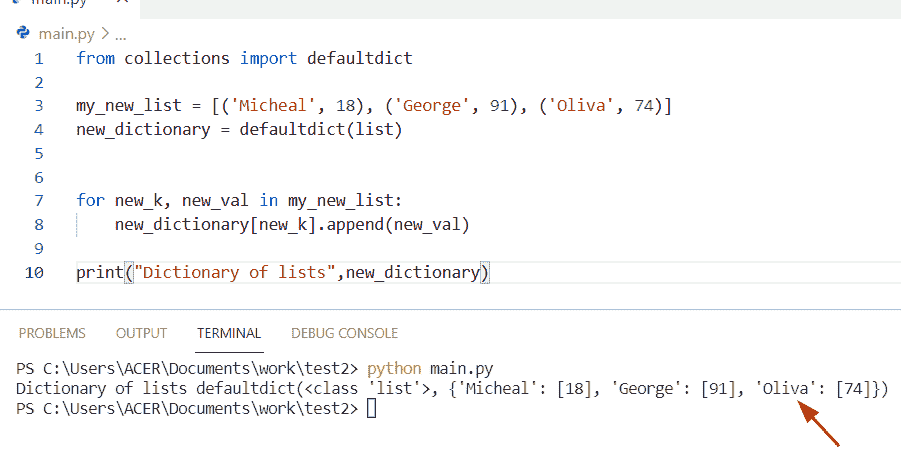 main.py
main.py > ...
1 from collections import defaultdict
2
3 my_new_list = [('Micheal', 18), ('George', 91), ('Oliva', 74)]
4 new_dictionary = defaultdict(list)
5
6
7 for new_k, new_val in my_new_list:
8     new_dictionary[new_k].append(new_val)
9
10 print("Dictionary of lists",new_dictionary)
PROBLEMS OUTPUT TERMINAL DEBUG CONSOLE
PS C:\Users\ACER\Documents\work\test2> python main.py
Dictionary of lists defaultdict(<class 'list'>, {'Micheal': [18], 'George': [91], 'Oliva': [74]})
PS C:\Users\ACER\Documents\work\test2>